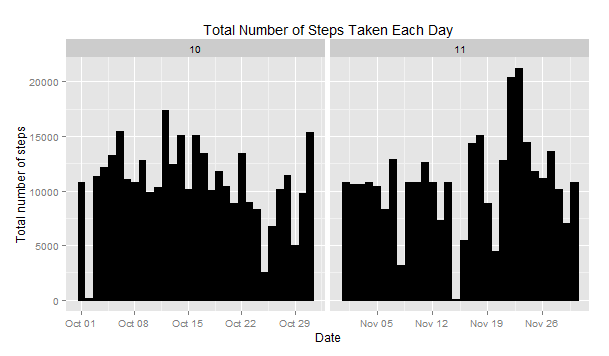 Total Number of Steps Taken Each Day
10
11
Total number of steps
20000
15000
10000
5000
0
Oct 01 Oct 08 Oct 15 Oct 22 Oct 29 Nov 05 Nov 12 Nov 19 Nov 26
Date